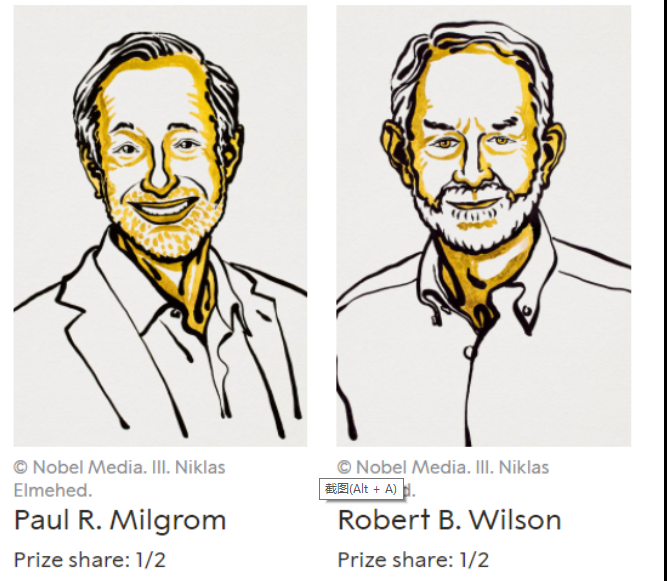 © Nobel Media. Ill. Niklas
Elmehed.
Paul R. Milgrom
Prize share: 1/2
© Nobel Media. Ill. Niklas
d.
截图(Alt + A)
Robert B. Wilson
Prize share: 1/2